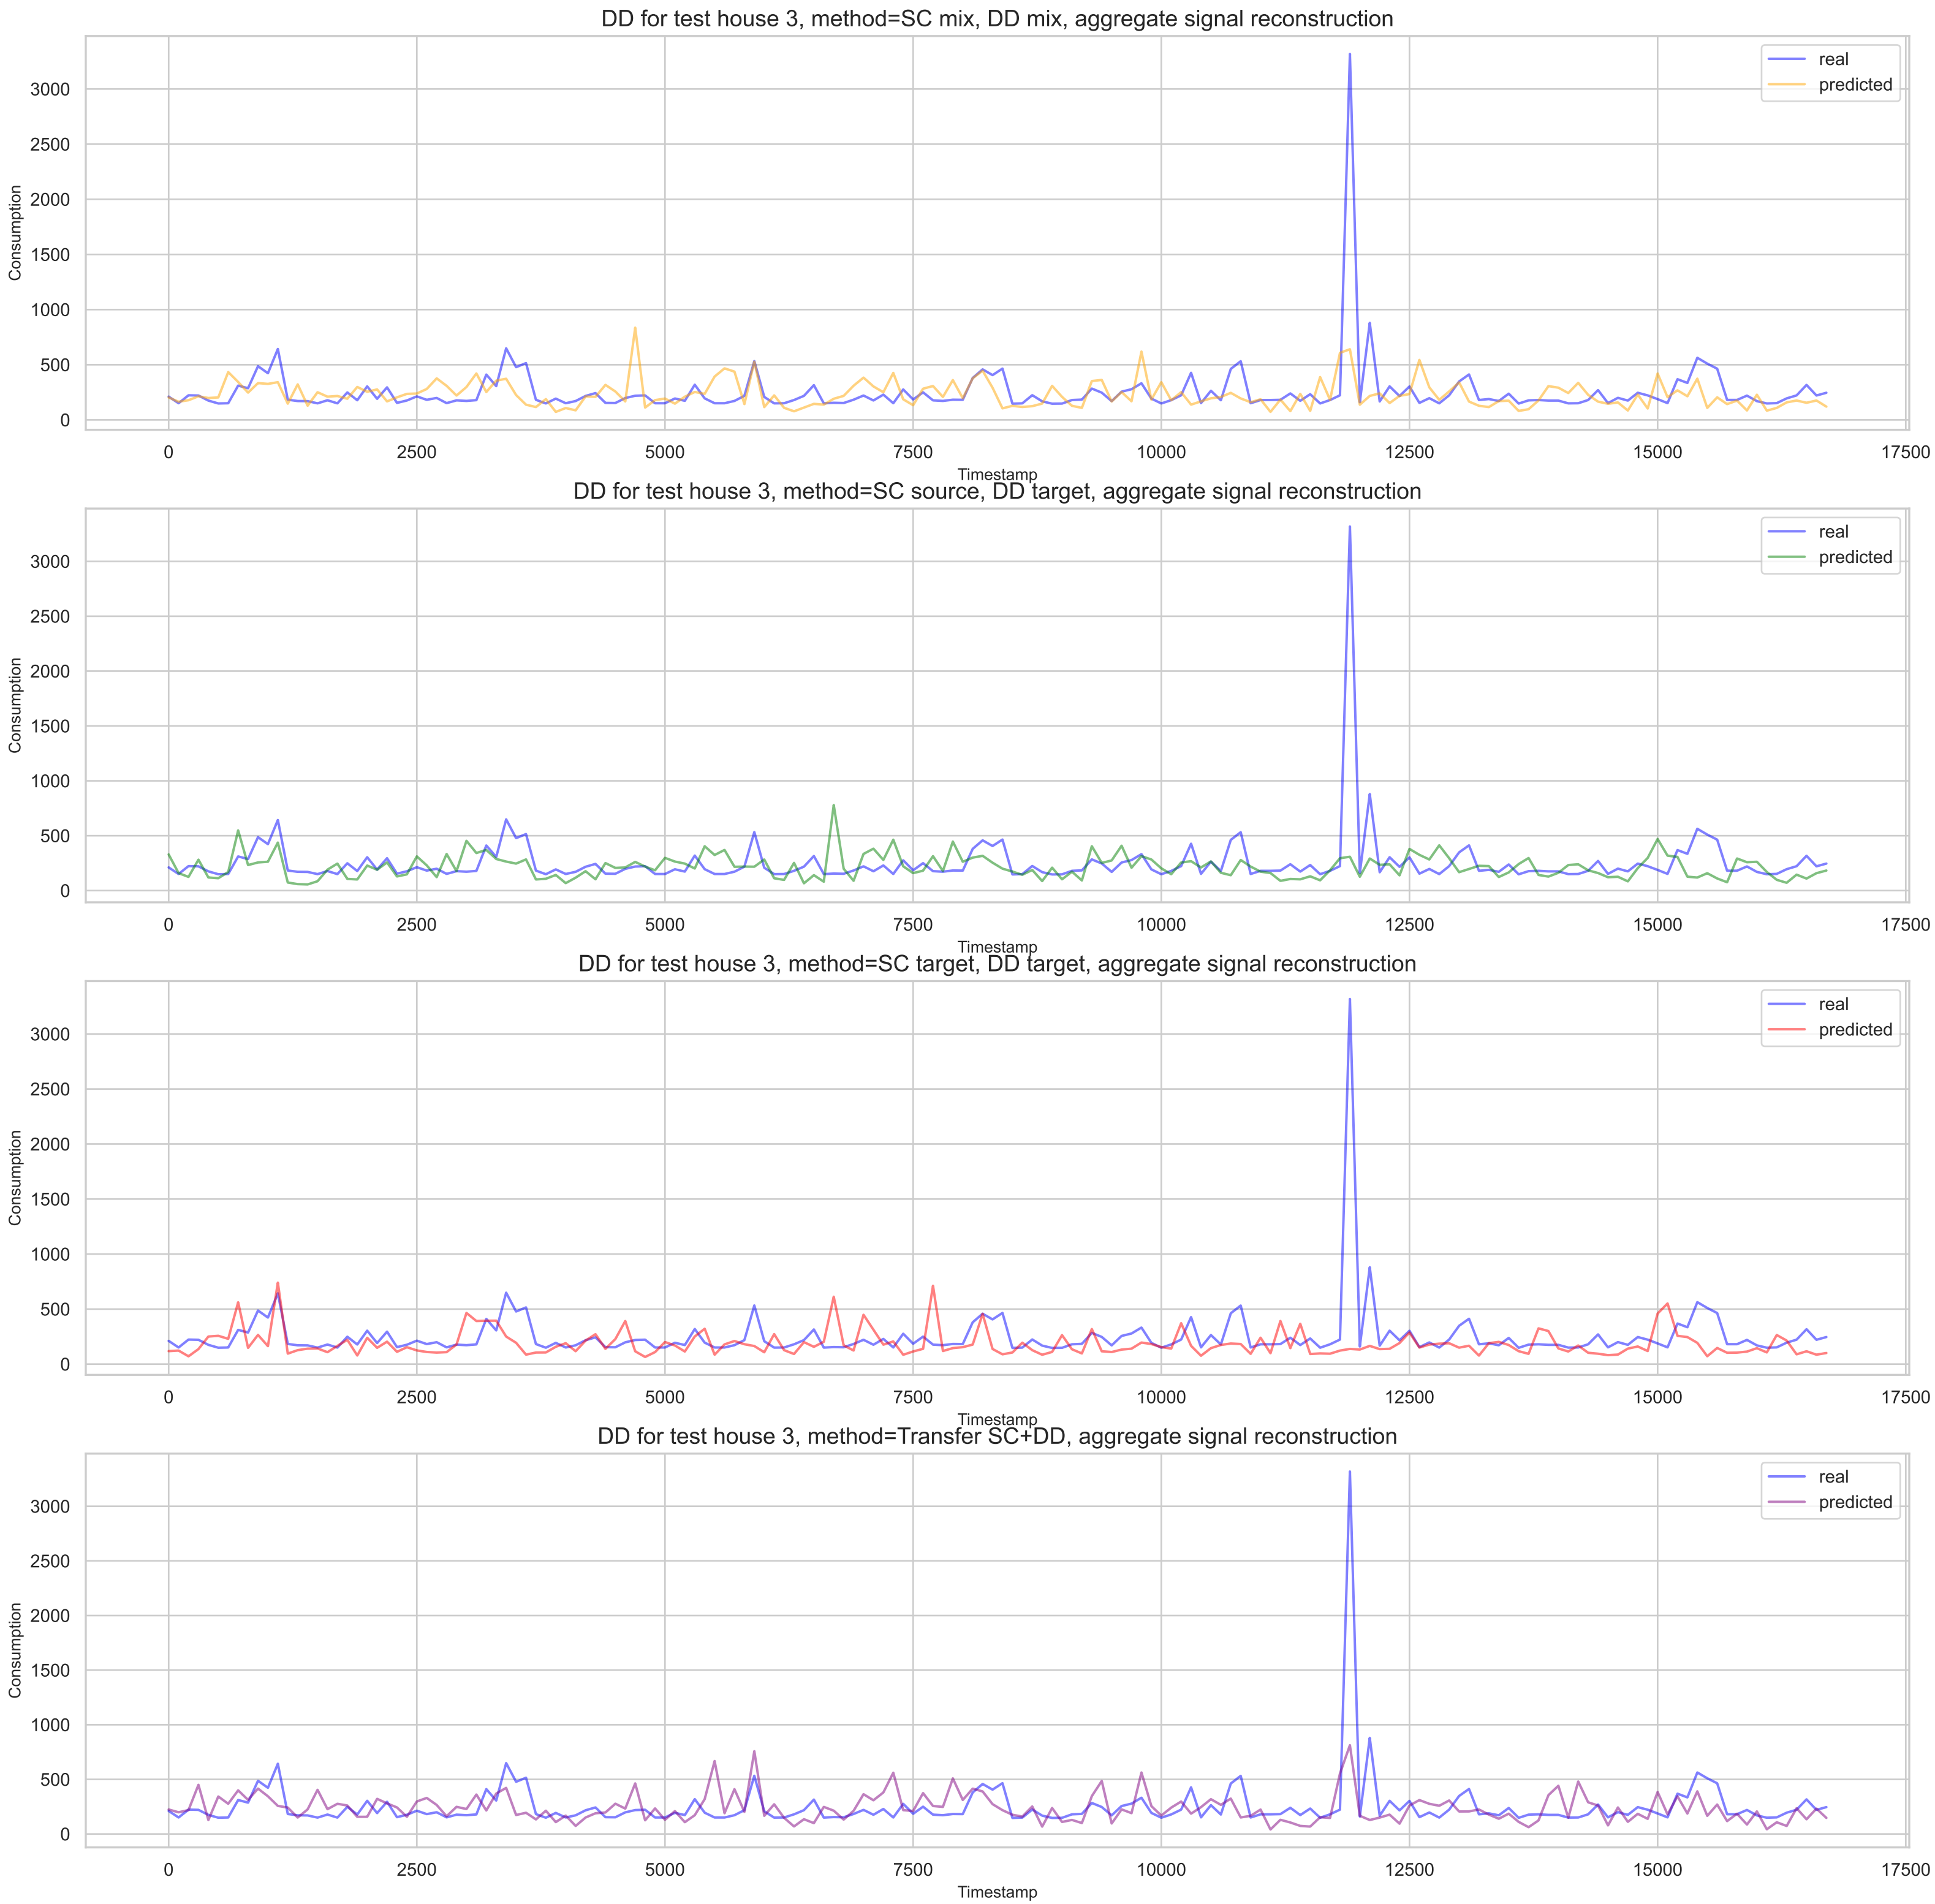 DD for test house 3, method=SC mix, DD mix, aggregate signal reconstruction
real
predicted
3000
2500
2000
1500
1000
500
0
Consumption
0 2500 5000 7500 10000 12500 15000 17500
Timestamp
DD for test house 3, method=SC source, DD target, aggregate signal reconstruction
real
predicted
3000
2500
2000
1500
1000
500
0
Consumption
0 2500 5000 7500 10000 12500 15000 17500
Timestamp
DD for test house 3, method=SC target, DD target, aggregate signal reconstruction
real
predicted
3000
2500
2000
1500
1000
500
0
Consumption
0 2500 5000 7500 10000 12500 15000 17500
Timestamp
DD for test house 3, method=Transfer SC+DD, aggregate signal reconstruction
real
predicted
3000
2500
2000
1500
1000
500
0
Consumption
0 2500 5000 7500 10000 12500 15000 17500
Timestamp